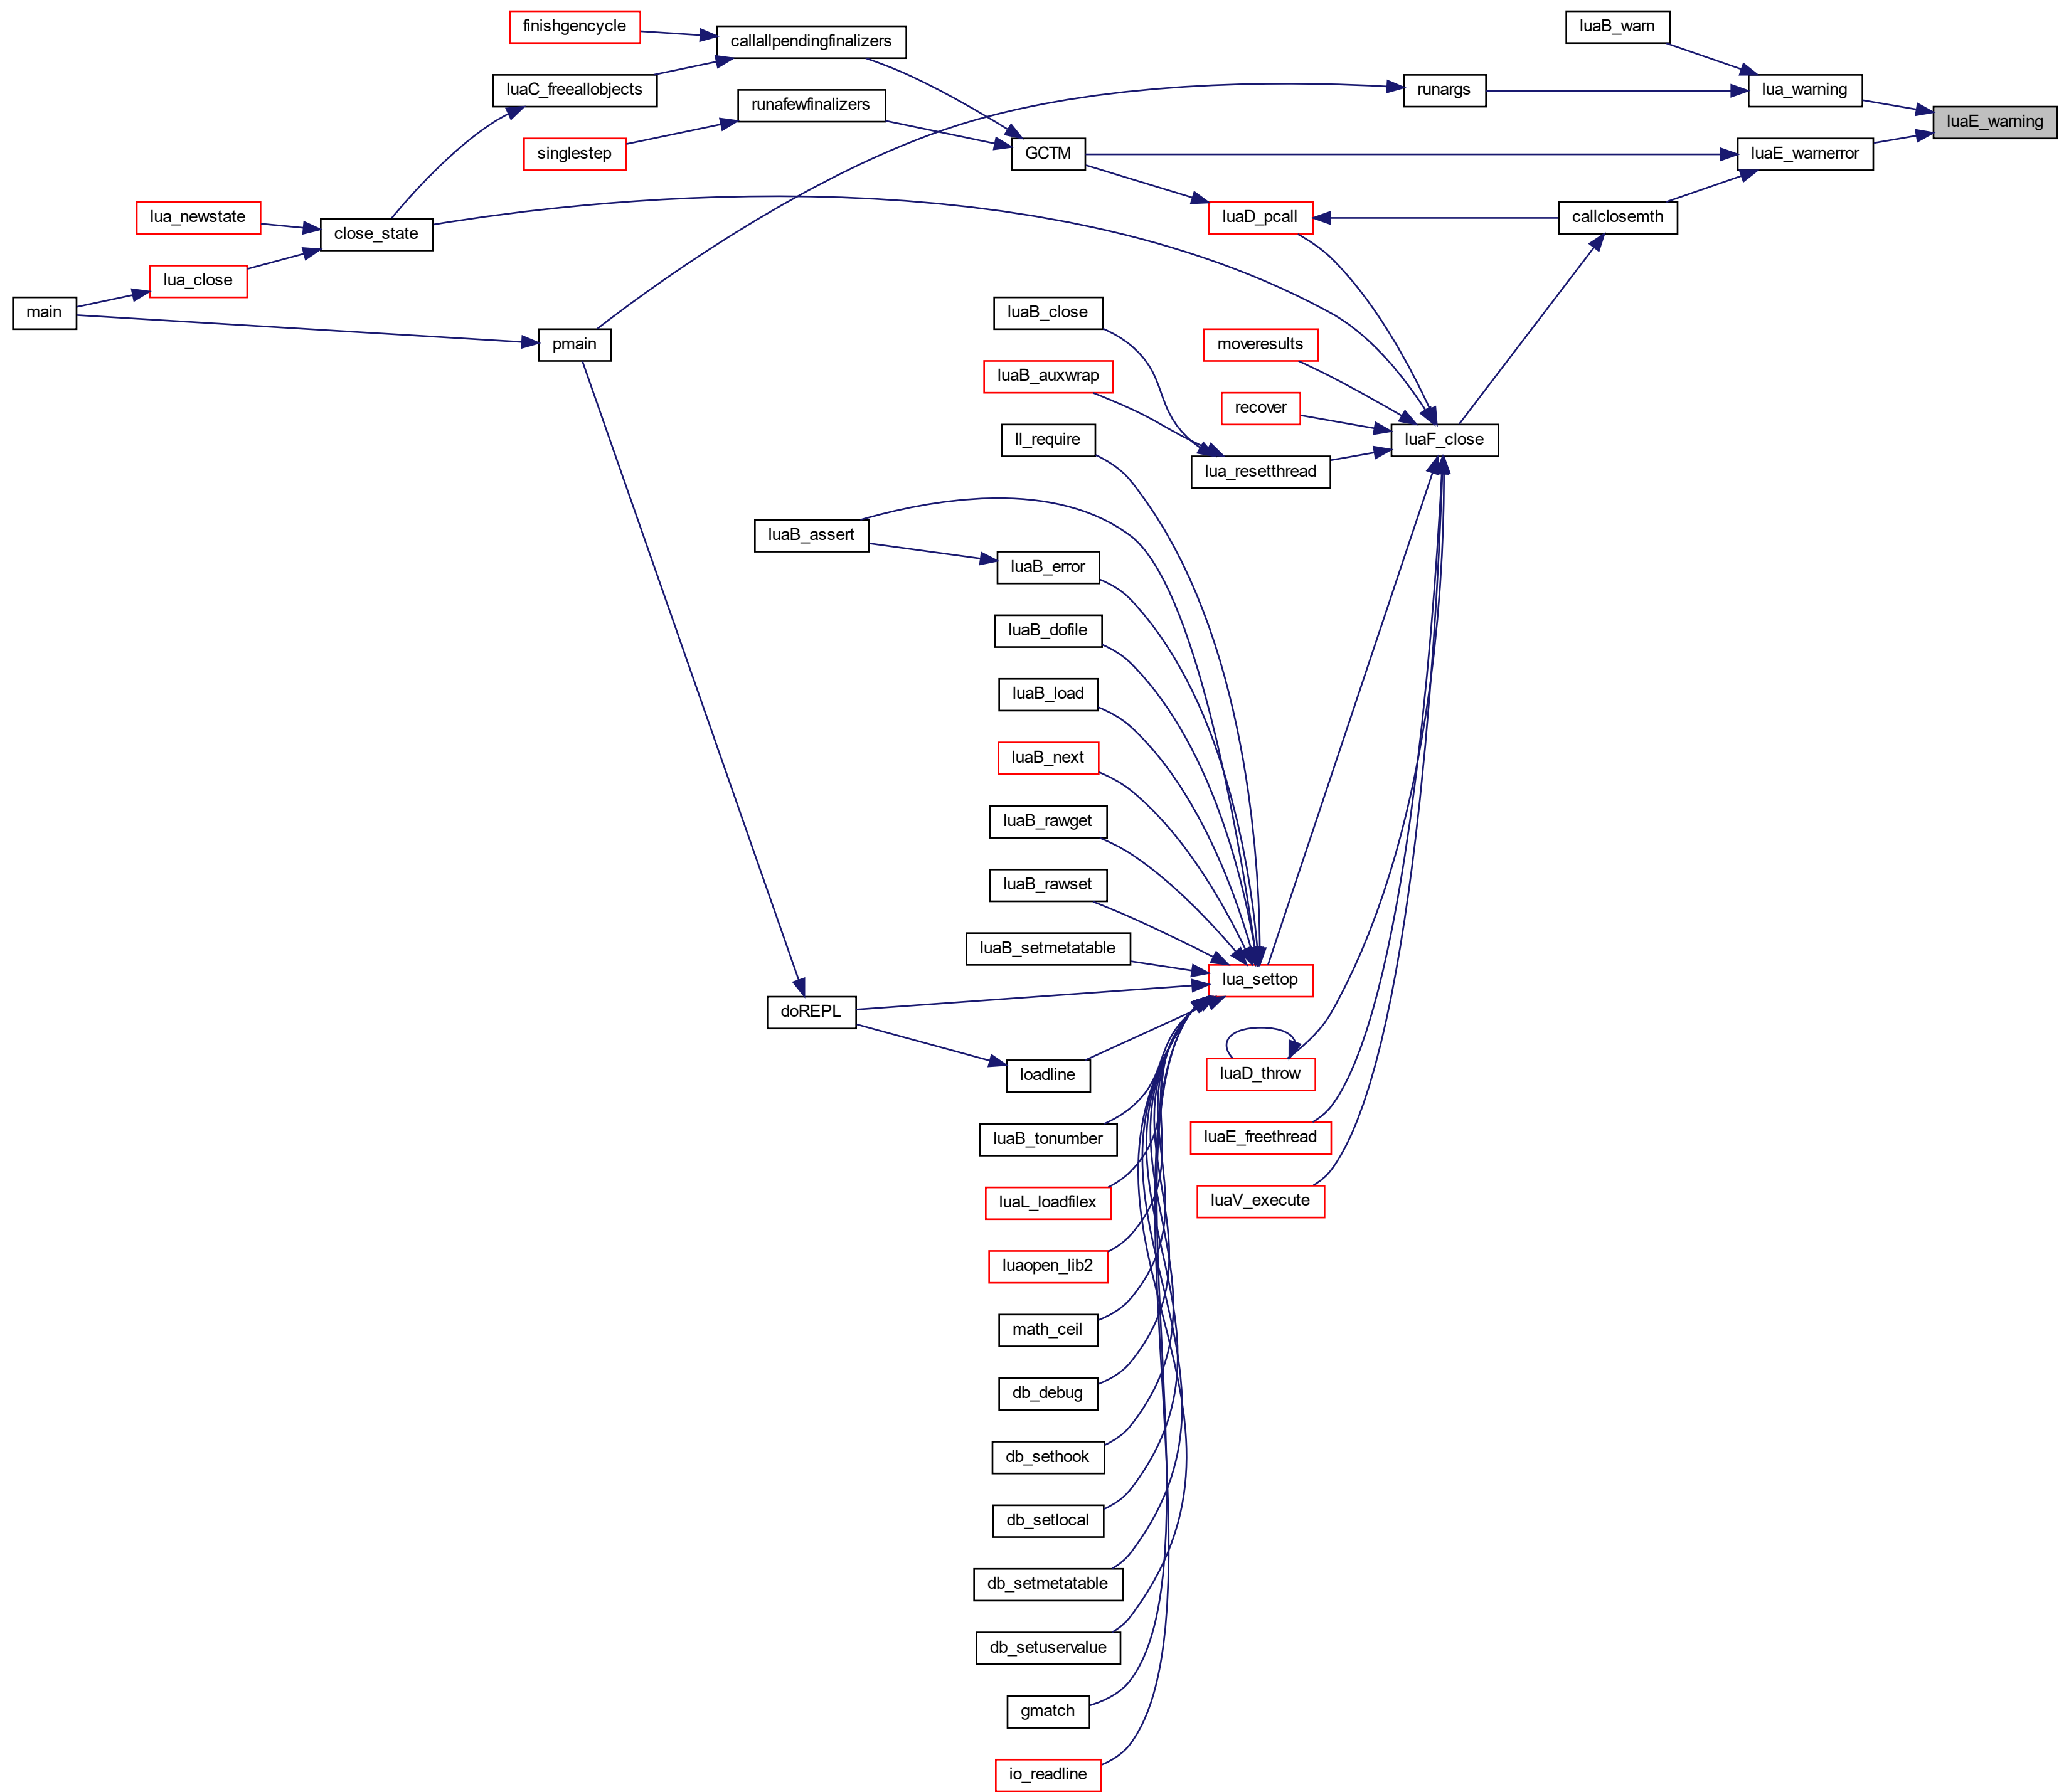 finishgencycle
callallpendingfinalizers
luaB_warn
luaC_freeallobjects
runafewfinalizers
runargs
lua_warning
luaE_warning
singlestep
GCTM
luaE_warnerror
lua_newstate
close_state
luaD_pcall
callclosemth
lua_close
main
pmain
luaB_close
moveresults
luaB_auxwrap
recover
ll_require
lua_resetthread
luaF_close
luaB_assert
luaB_error
luaB_dofile
luaB_load
luaB_next
luaB_rawget
luaB_rawset
luaB_setmetatable
lua_settop
doREPL
loadline
luaD_throw
luaB_tonumber
luaE_freethread
luaL_loadfilex
luaV_execute
luaopen_lib2
math_ceil
db_debug
db_sethook
db_setlocal
db_setmetatable
db_setuservalue
gmatch
io_readline